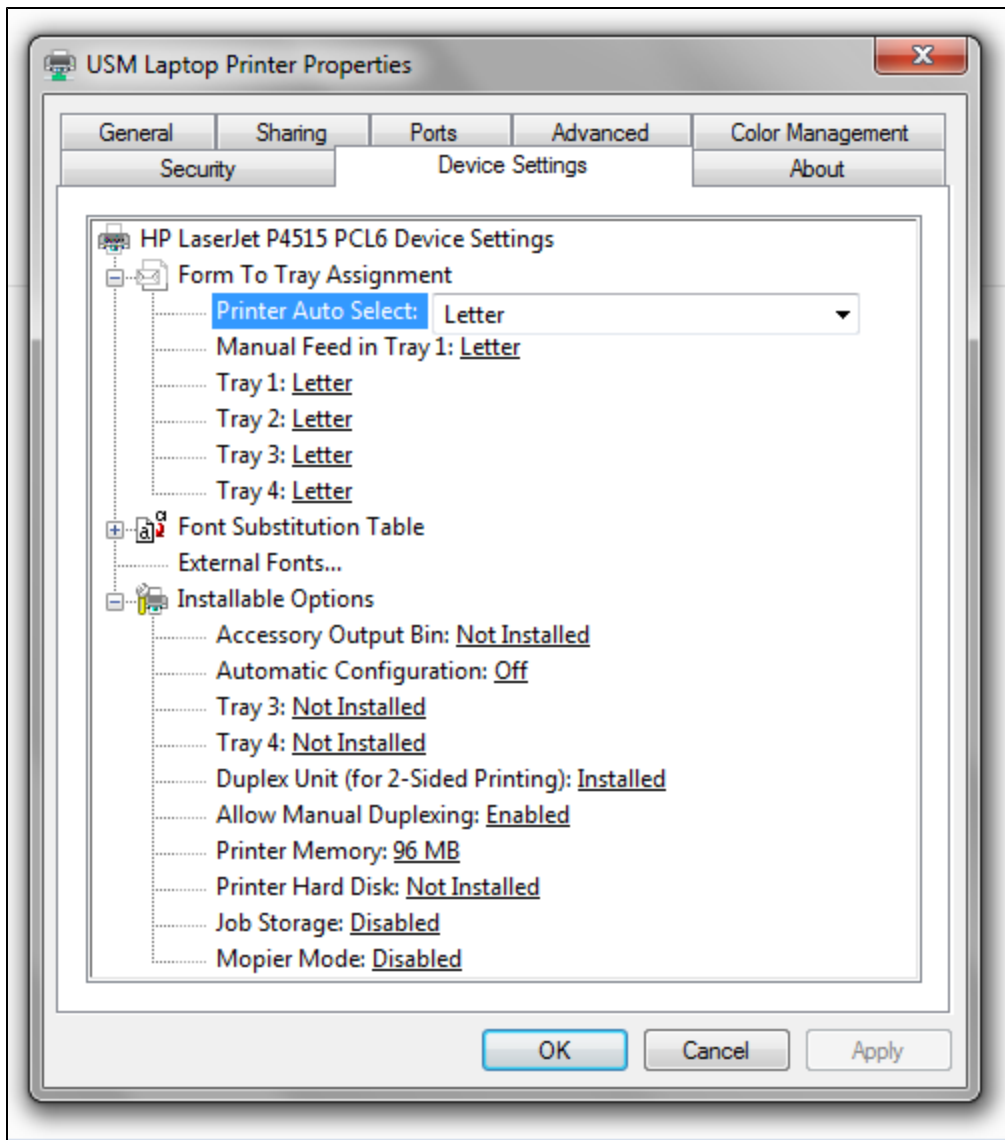 USM Laptop Printer Properties
General Sharing Ports Advanced Color Management
Security Device Settings About
HP LaserJet P4515 PCL6 Device Settings
Form To Tray Assignment
Printer Auto Select: Letter
Manual Feed in Tray 1: Letter
Tray 1: Letter
Tray 2: Letter
Tray 3: Letter
Tray 4: Letter
Font Substitution Table
External Fonts...
Installable Options
Accessory Output Bin: Not Installed
Automatic Configuration: Off
Tray 3: Not Installed
Tray 4: Not Installed
Duplex Unit (for 2-Sided Printing): Installed
Allow Manual Duplexing: Enabled
Printer Memory: 96 MB
Printer Hard Disk: Not Installed
Job Storage: Disabled
Mopier Mode: Disabled
OK Cancel Apply